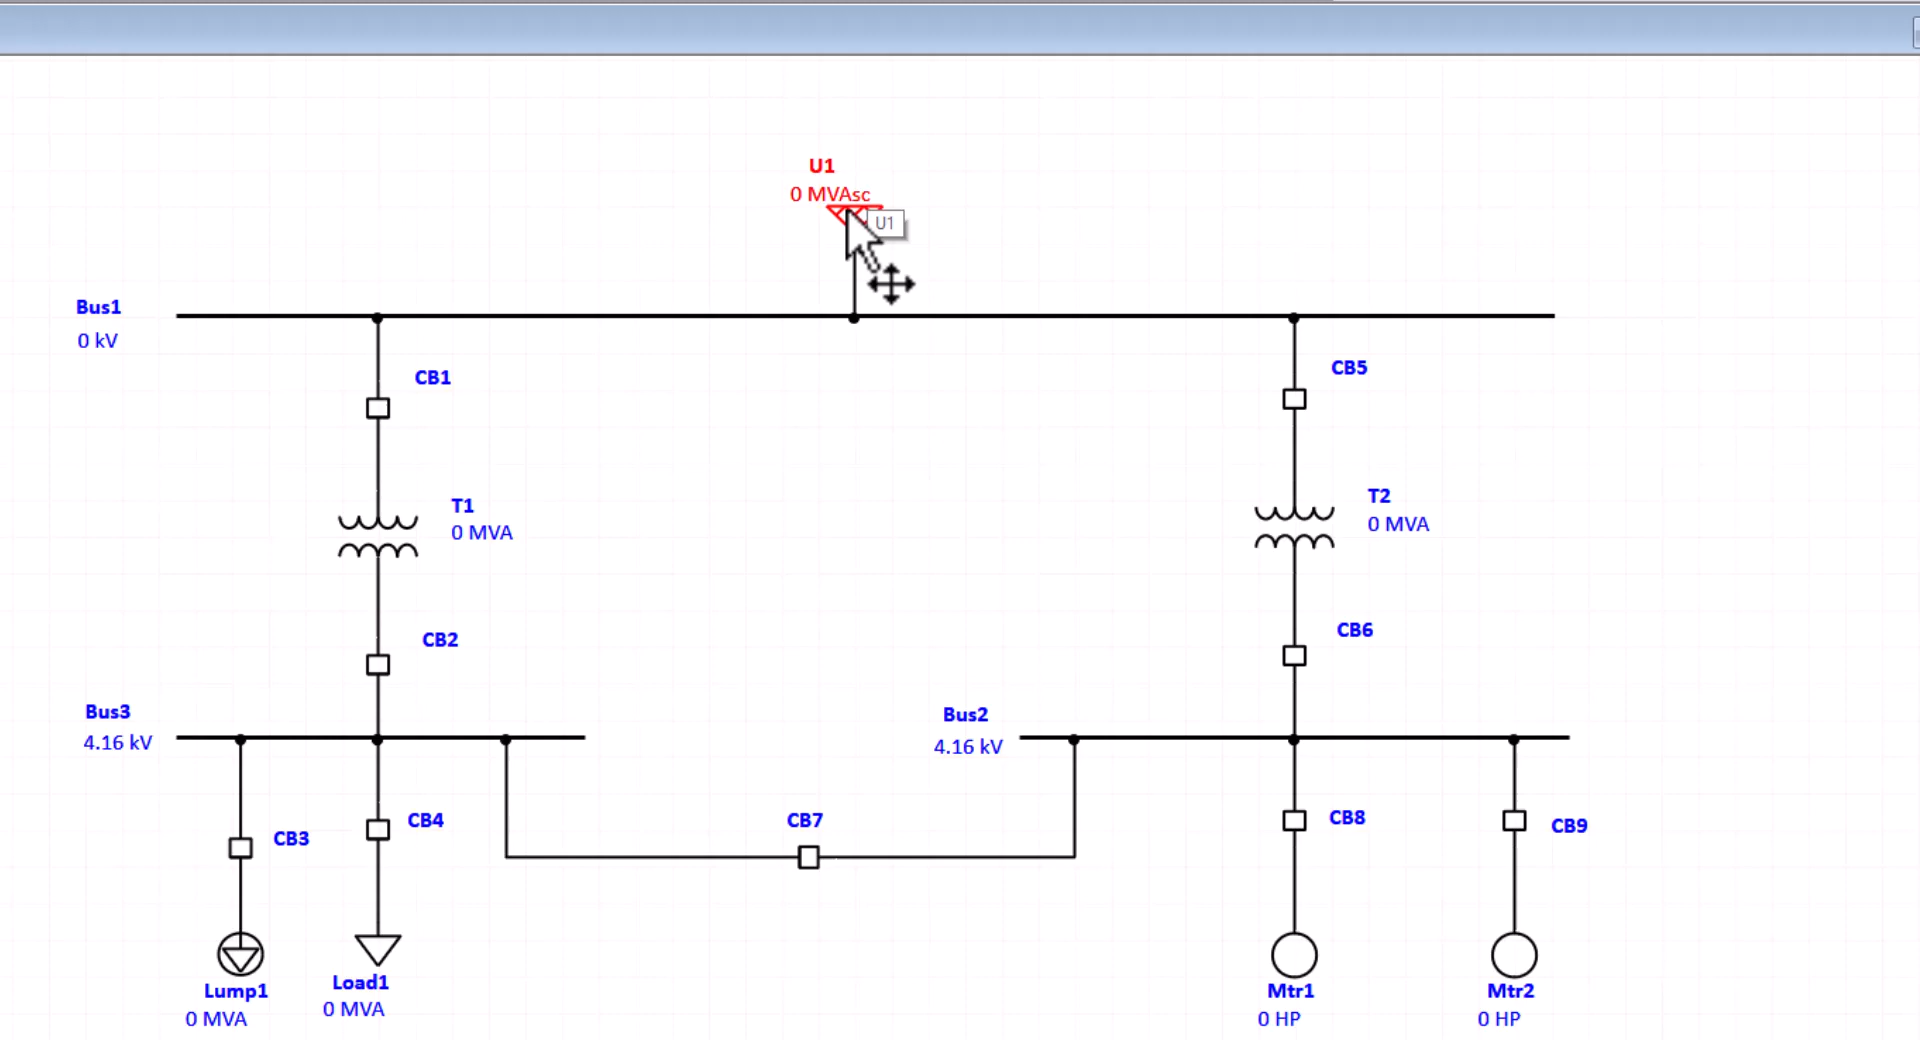 U1
0 MVAsc
U1
Bus1
0 kV
CB1
CB5
T1
0 MVA
T2
0 MVA
CB2
CB6
Bus3
4.16 kV
Bus2
4.16 kV
CB3
CB4
CB7
CB8
CB9
Lump1
0 MVA
Load1
0 MVA
Mtr1
0 HP
Mtr2
0 HP